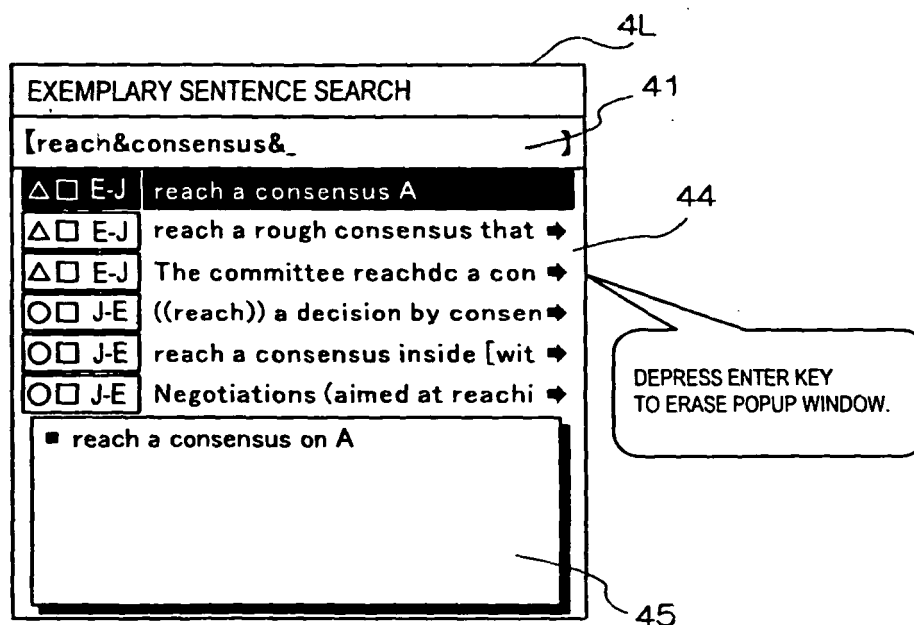 4L
EXEMPLARY SENTENCE SEARCH
41
【reach&consensus&_ 】
△□ E-J reach a consensus A
44
△□ E-J reach a rough consensus that ➡
△□ E-J The committee reachdc a con ➡
○□ J-E ((reach)) a decision by consen➡
○□ J-E reach a consensus inside [wit ➡
○□ J-E Negotiations (aimed at reachi ➡
DEPRESS ENTER KEY
TO ERASE POPUP WINDOW.
■ reach a consensus on A
45